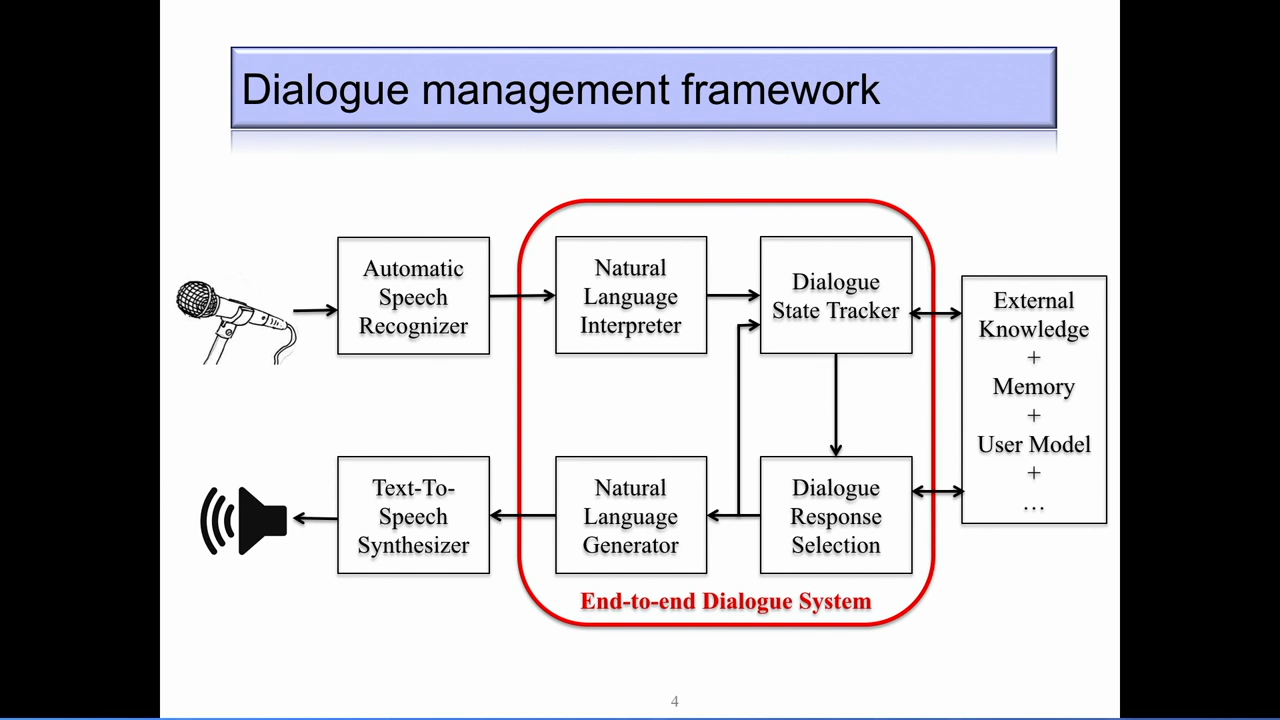 Dialogue management framework
Automatic
Speech
Recognizer
Natural
Language
Interpreter
Dialogue
State Tracker
External
Knowledge
+
Memory
+
User Model
+
...
Text-To-
Speech
Synthesizer
Natural
Language
Generator
Dialogue
Response
Selection
End-to-end Dialogue System
4